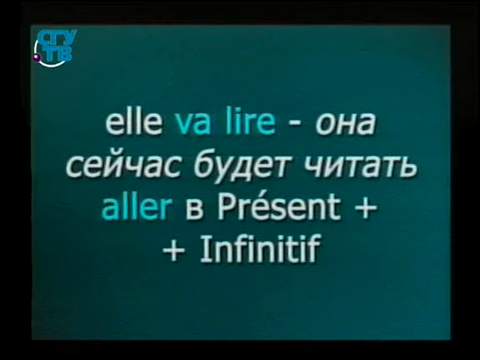 СГУ
ТВ
elle va lire - она
сейчас будет читать
aller в Présent +
+ Infinitif